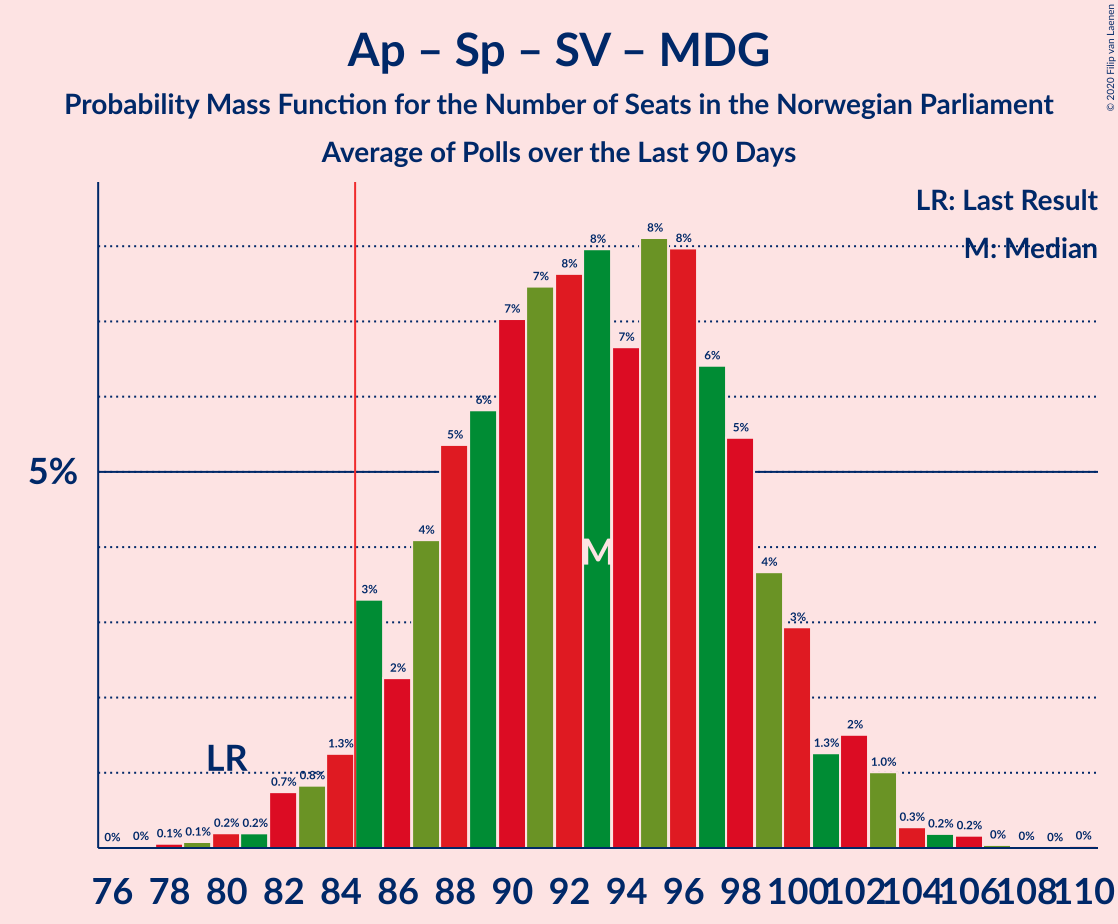 Ap – Sp – SV – MDG
Probability Mass Function for the Number of Seats in the Norwegian Parliament
Average of Polls over the Last 90 Days
© 2020 Filip van Laenen
LR: Last Result
M: Median
5%
LR
M
0% 0% 0.1% 0.1% 0.2% 0.2% 0.7% 0.8% 1.3% 3% 2% 4% 5% 6% 7% 7% 8% 8% 7% 8% 8% 6% 5% 4% 3% 1.3% 2% 1.0% 0.3% 0.2% 0.2% 0% 0% 0% 0%
76 78 80 82 84 86 88 90 92 94 96 98 100 102 104 106 108 110